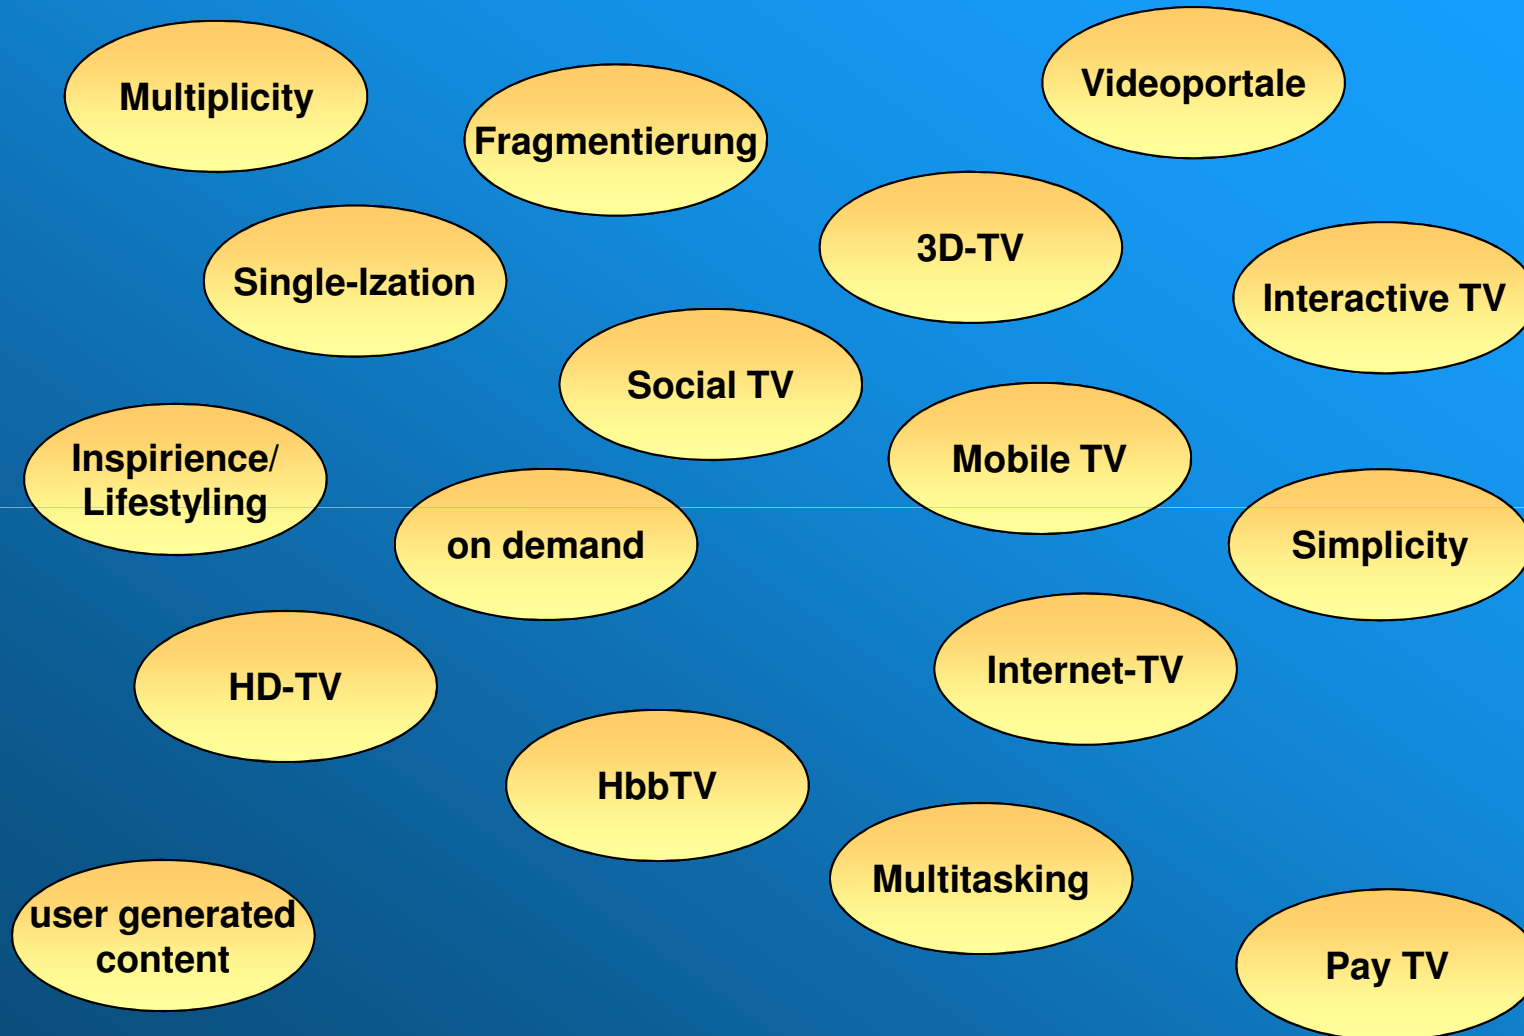 Multiplicity
Videoportale
Fragmentierung
Single-Ization
3D-TV
Interactive TV
Social TV
Inspirience/
Lifestyling
Mobile TV
on demand
Simplicity
HD-TV
Internet-TV
HbbTV
Multitasking
user generated
content
Pay TV